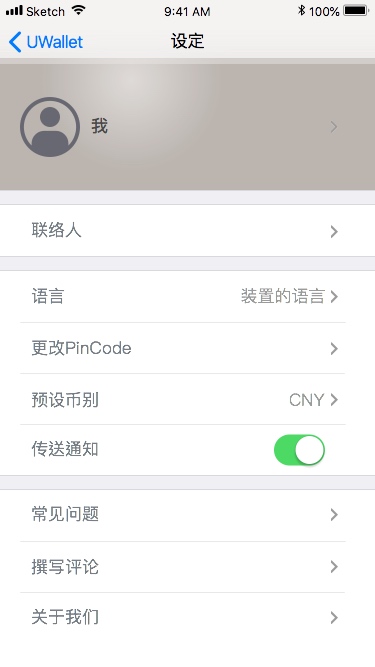 Sketch 9:41 AM 100%
UWallet 设定
我
联络人
语言 装置的语言
更改PinCode
预设币别 CNY
传送通知
常见问题
撰写评论
关于我们